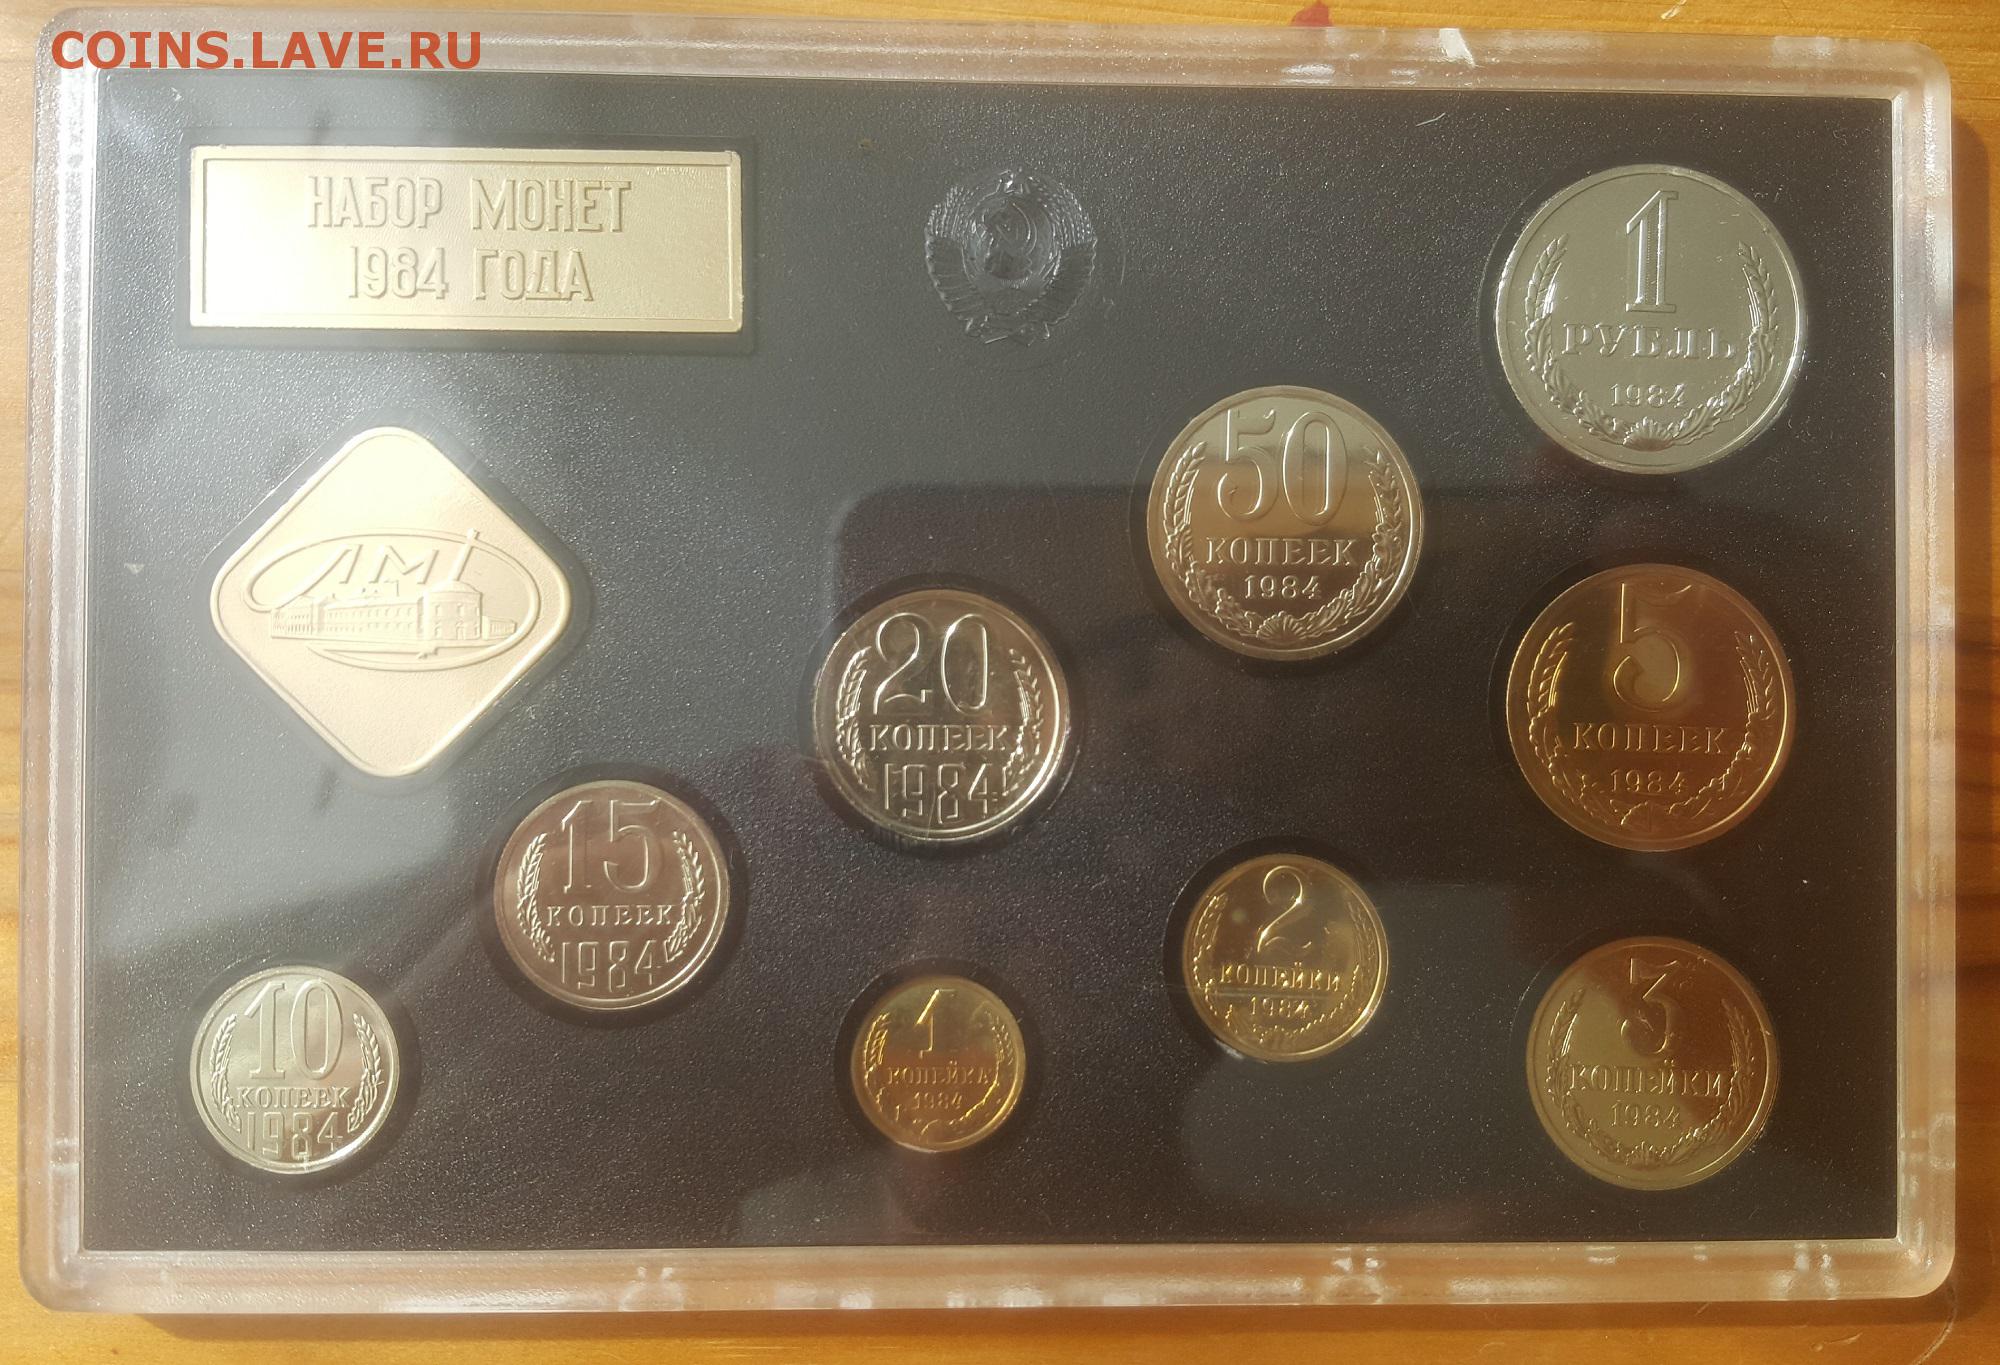 COINS.LAVE.RU
НАБОР МОНЕТ
1984 ГОДА
1
РУБЛЬ
1984
50
КОПЕЕК
1984
ЛМД
20
КОПЕЕК
1984
5
КОПЕЕК
1984
15
КОПЕЕК
1984
2
КОПЕЙКИ
1984
10
КОПЕЕК
1984
1
КОПЕЙКА
1984
3
КОПЕЙКИ
1984